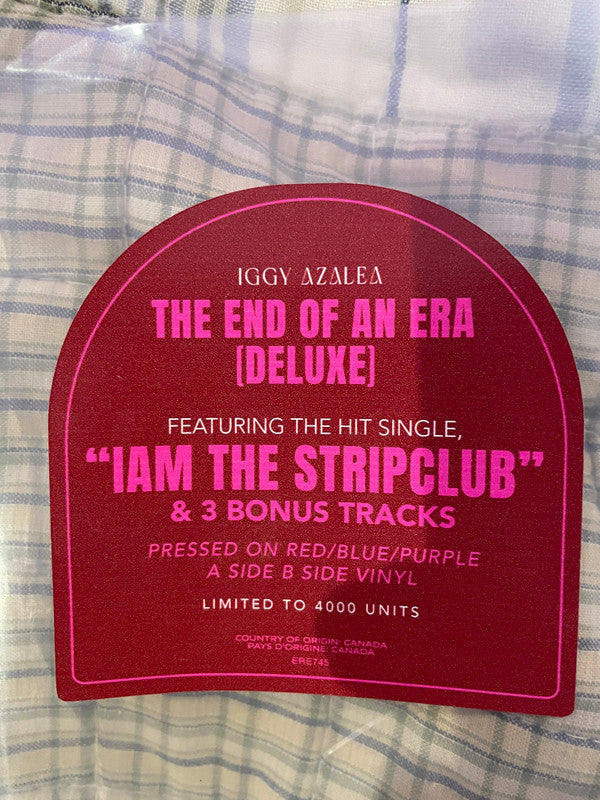 IGGY AZALEA
THE END OF AN ERA
(DELUXE)
FEATURING THE HIT SINGLE,
“IAM THE STRIPCLUB”
& 3 BONUS TRACKS
PRESSED ON RED/BLUE/PURPLE
A SIDE B SIDE VINYL
LIMITED TO 4000 UNITS
COUNTRY OF ORIGIN: CANADA
PAYS D'ORIGINE: CANADA
ERE745